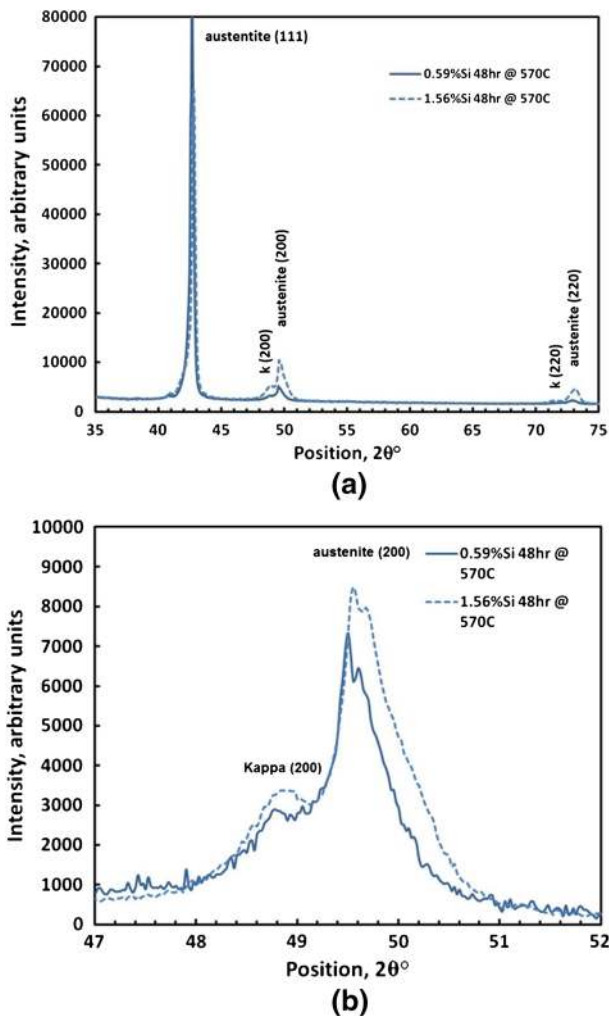 80000
70000
60000
50000
40000
30000
20000
10000
0
Intensity, arbitrary units
austentite (111)
0.59%Si 48hr @ 570C
1.56%Si 48hr @ 570C
k (200)
austenite (200)
k (220)
austenite (220)
35 40 45 50 55 60 65 70 75
Position, 2θ°
(a)
10000
9000
8000
7000
6000
5000
4000
3000
2000
1000
0
Intensity, arbitrary units
austenite (200)
0.59%Si 48hr @
570C
1.56%Si 48hr @
570C
Kappa (200)
47 48 49 50 51 52
Position, 2θ°
(b)